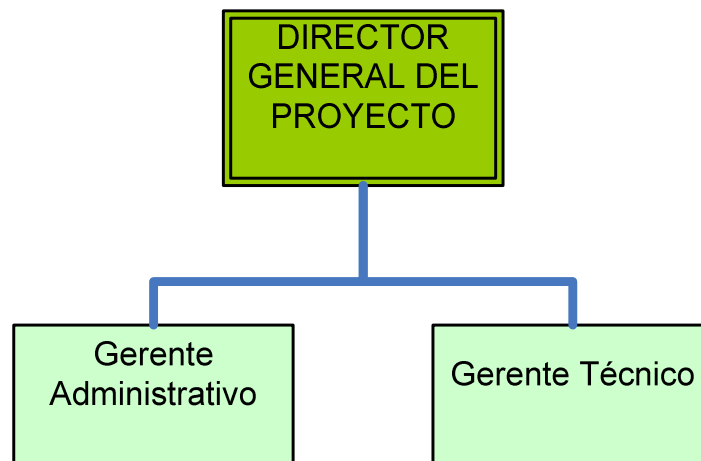 DIRECTOR
GENERAL DEL
PROYECTO
Gerente
Administrativo
Gerente Técnico